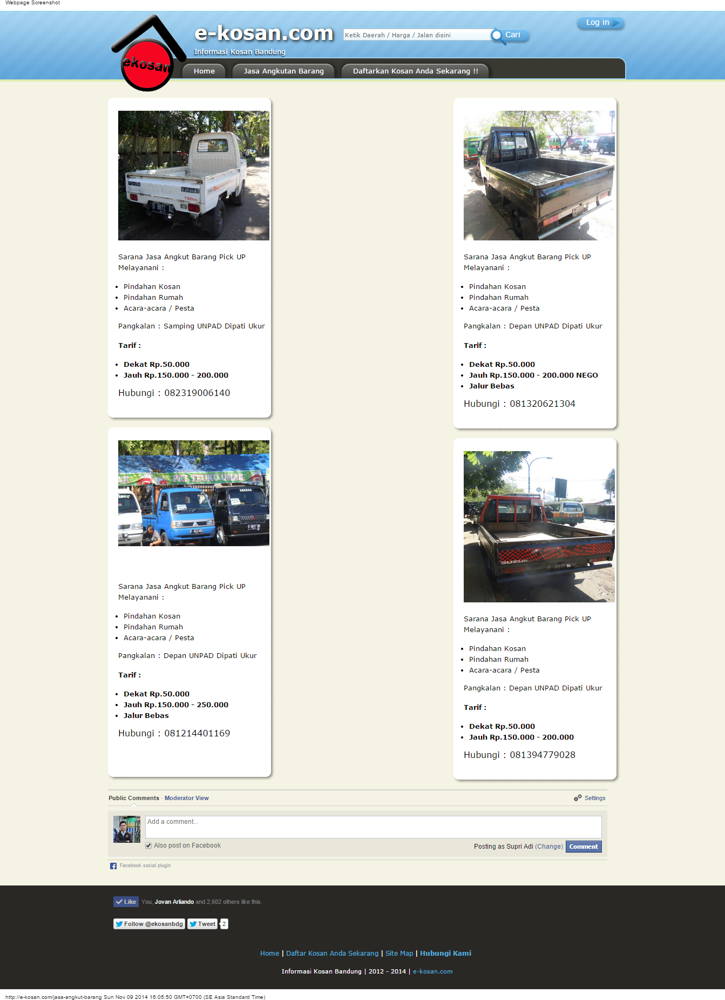 Webpage Screenshot
e-kosan.com
Informasi Kosan Bandung
Ketik Daerah / Harga / Jalan disini
Cari
Log in
ekosan
Home
Jasa Angkutan Barang
Daftarkan Kosan Anda Sekarang !!
T120SS
D 8872 BZ
Sarana Jasa Angkut Barang Pick UP
Melayanani :
Pindahan Kosan
Pindahan Rumah
Acara-acara / Pesta
Pangkalan : Samping UNPAD Dipati Ukur
Tarif :
Dekat Rp.50.000
Jauh Rp.150.000 - 200.000
Hubungi : 082319006140
Sarana Jasa Angkut Barang Pick UP
Melayanani :
Pindahan Kosan
Pindahan Rumah
Acara-acara / Pesta
Pangkalan : Depan UNPAD Dipati Ukur
Tarif :
Dekat Rp.50.000
Jauh Rp.150.000 - 200.000 NEGO
Jalur Bebas
Hubungi : 081320621304
PKL TEUKU UMAR
Sarana Jasa Angkut Barang Pick UP
Melayanani :
Pindahan Kosan
Pindahan Rumah
Acara-acara / Pesta
Pangkalan : Depan UNPAD Dipati Ukur
Tarif :
Dekat Rp.50.000
Jauh Rp.150.000 - 250.000
Jalur Bebas
Hubungi : 081214401169
SUZUKI
Sarana Jasa Angkut Barang Pick UP
Melayanani :
Pindahan Kosan
Pindahan Rumah
Acara-acara / Pesta
Pangkalan : Depan UNPAD Dipati Ukur
Tarif :
Dekat Rp.50.000
Jauh Rp.150.000 - 200.000
Hubungi : 081394779028
Public Comments · Moderator View
Settings
Add a comment...
Also post on Facebook
Posting as Supri Adi (Change)
Comment
Facebook social plugin
Like
You, Jovan Arliando and 2,602 others like this.
Follow @ekosanbdg
Tweet
2
Home | Daftar Kosan Anda Sekarang | Site Map | Hubungi Kami
Informasi Kosan Bandung | 2012 - 2014 | e-kosan.com
http://e-kosan.com/jasa-angkut-barang Sun Nov 09 2014 16:05:50 GMT+0700 (SE Asia Standard Time)